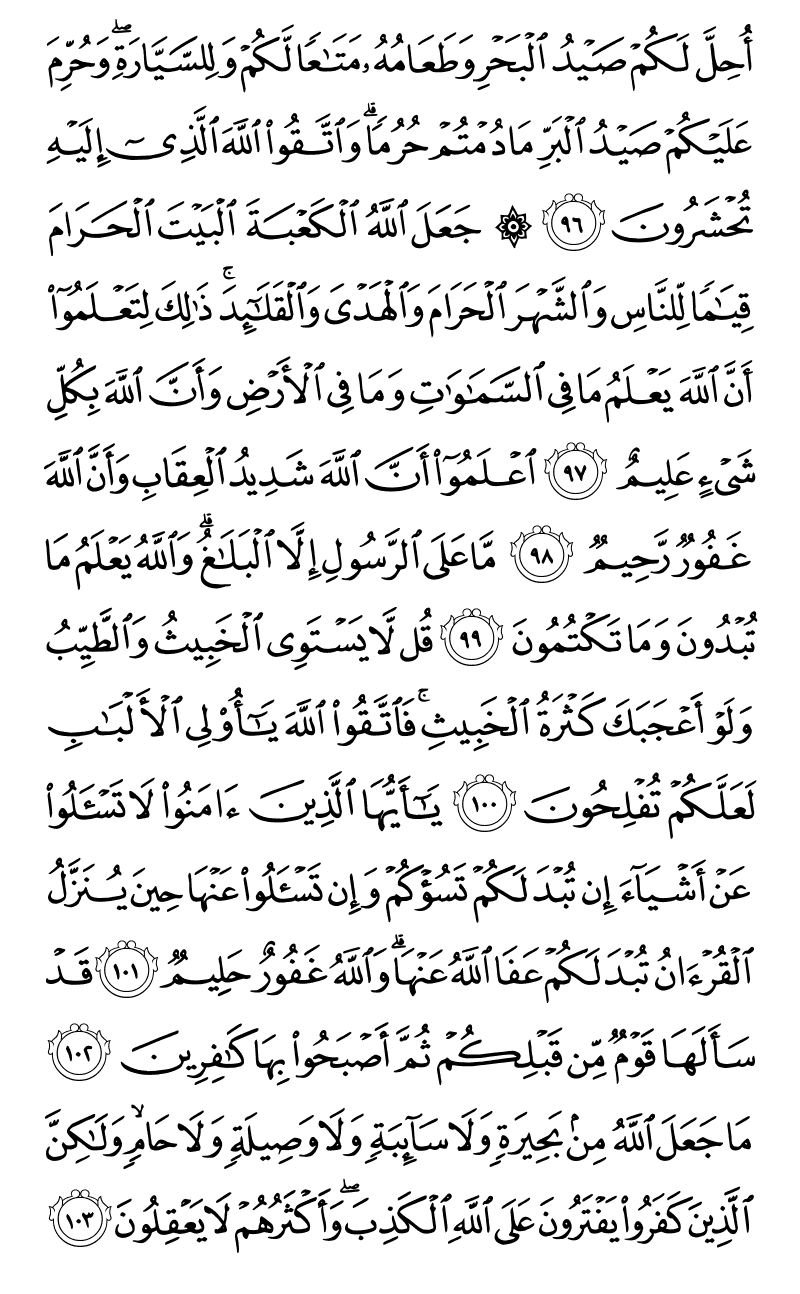 أُحِلَّ لَكُمْ صَيْدُ ٱلْبَحْرِ وَطَعَامُهُۥ مَتَـٰعًا لَّكُمْ وَلِلسَّيَّارَةِ ۖ وَحُرِّمَ
عَلَيْكُمْ صَيْدُ ٱلْبَرِّ مَا دُمْتُمْ حُرُمًا ۗ وَٱتَّقُوا۟ ٱللَّهَ ٱلَّذِىٓ إِلَيْهِ
تُحْشَرُونَ ٩٦ ۞ جَعَلَ ٱللَّهُ ٱلْكَعْبَةَ ٱلْبَيْتَ ٱلْحَرَامَ
قِيَـٰمًا لِّلنَّاسِ وَٱلشَّهْرَ ٱلْحَرَامَ وَٱلْهَدْىَ وَٱلْقَلَـٰٓئِدَ ۚ ذَٰلِكَ لِتَعْلَمُوٓا۟
أَنَّ ٱللَّهَ يَعْلَمُ مَا فِى ٱلسَّمَـٰوَٰتِ وَمَا فِى ٱلْأَرْضِ وَأَنَّ ٱللَّهَ بِكُلِّ
شَىْءٍ عَلِيمٌ ٩٧ ٱعْلَمُوٓا۟ أَنَّ ٱللَّهَ شَدِيدُ ٱلْعِقَابِ وَأَنَّ ٱللَّهَ
غَفُورٌ رَّحِيمٌ ٩٨ مَّا عَلَى ٱلرَّسُولِ إِلَّا ٱلْبَلَـٰغُ ۗ وَٱللَّهُ يَعْلَمُ مَا
تُبْدُونَ وَمَا تَكْتُمُونَ ٩٩ قُل لَّا يَسْتَوِى ٱلْخَبِيثُ وَٱلطَّيِّبُ
وَلَوْ أَعْجَبَكَ كَثْرَةُ ٱلْخَبِيثِ ۚ فَٱتَّقُوا۟ ٱللَّهَ يَـٰٓأُو۟لِى ٱلْأَلْبَـٰبِ
لَعَلَّكُمْ تُفْلِحُونَ ١٠٠ يَـٰٓأَيُّهَا ٱلَّذِينَ ءَامَنُوا۟ لَا تَسْـَٔلُوا۟
عَنْ أَشْيَآءَ إِن تُبْدَ لَكُمْ تَسُؤْكُمْ وَإِن تَسْـَٔلُوا۟ عَنْهَا حِينَ يُنَزَّلُ
ٱلْقُرْءَانُ تُبْدَ لَكُمْ عَفَا ٱللَّهُ عَنْهَا ۗ وَٱللَّهُ غَفُورٌ حَلِيمٌ ١٠١ قَدْ
سَأَلَهَا قَوْمٌ مِّن قَبْلِكُمْ ثُمَّ أَصْبَحُوا۟ بِهَا كَـٰفِرِينَ ١٠٢
مَا جَعَلَ ٱللَّهُ مِنۢ بَحِيرَةٍ وَلَا سَآئِبَةٍ وَلَا وَصِيلَةٍ وَلَا حَامٍ ۙ وَلَـٰكِنَّ
ٱلَّذِينَ كَفَرُوا۟ يَفْتَرُونَ عَلَى ٱللَّهِ ٱلْكَذِبَ ۖ وَأَكْثَرُهُمْ لَا يَعْقِلُونَ ١٠٣